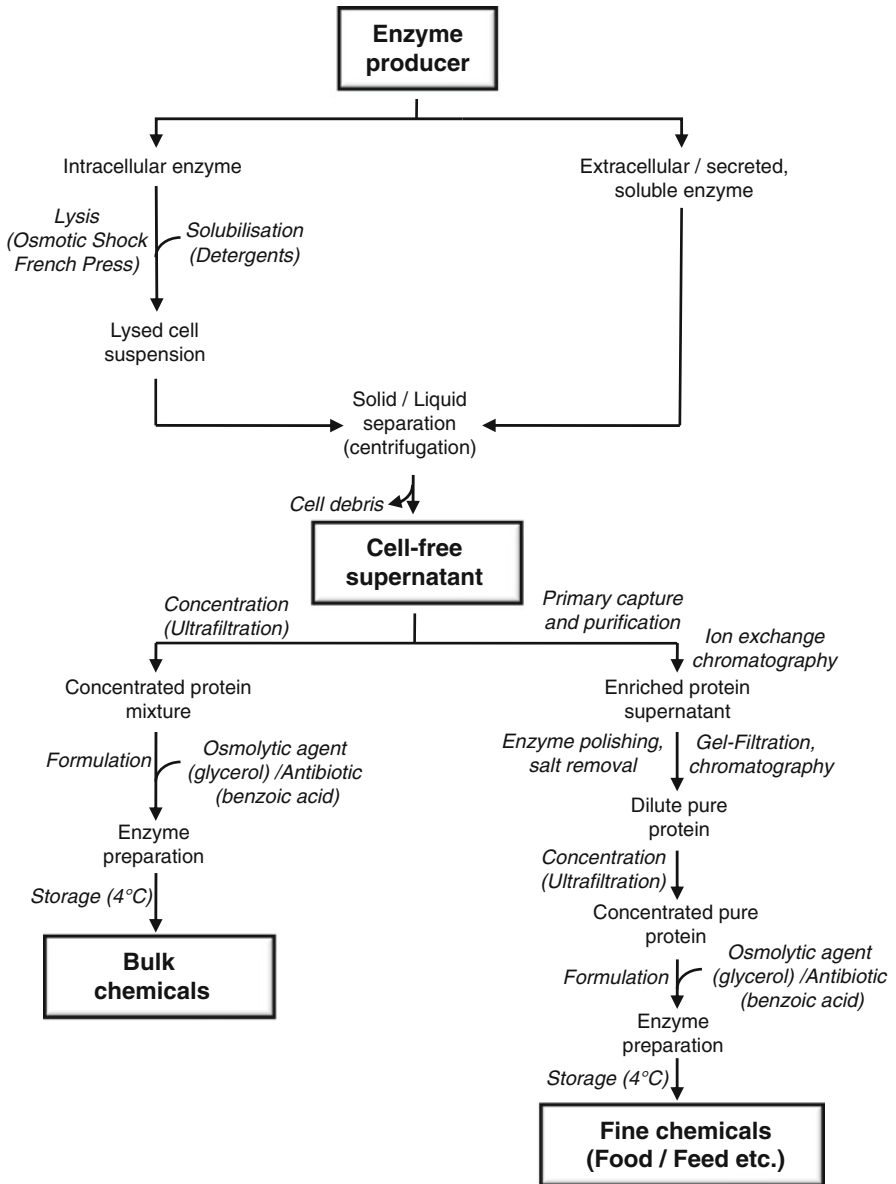 Enzyme
producer
Intracellular enzyme
Extracellular / secreted,
soluble enzyme
Lysis
(Osmotic Shock
French Press)
Solubilisation
(Detergents)
Lysed cell
suspension
Solid / Liquid
separation
(centrifugation)
Cell debris
Cell-free
supernatant
Concentration
(Ultrafiltration)
Primary capture
and purification
Ion exchange
chromatography
Concentrated protein
mixture
Enriched protein
supernatant
Formulation
Osmolytic agent
(glycerol) /Antibiotic
(benzoic acid)
Enzyme polishing,
salt removal
Gel-Filtration,
chromatography
Enzyme
preparation
Dilute pure
protein
Storage (4°C)
Concentration
(Ultrafiltration)
Bulk
chemicals
Concentrated pure
protein
Formulation
Osmolytic agent
(glycerol) /Antibiotic
(benzoic acid)
Enzyme
preparation
Storage (4°C)
Fine chemicals
(Food / Feed etc.)